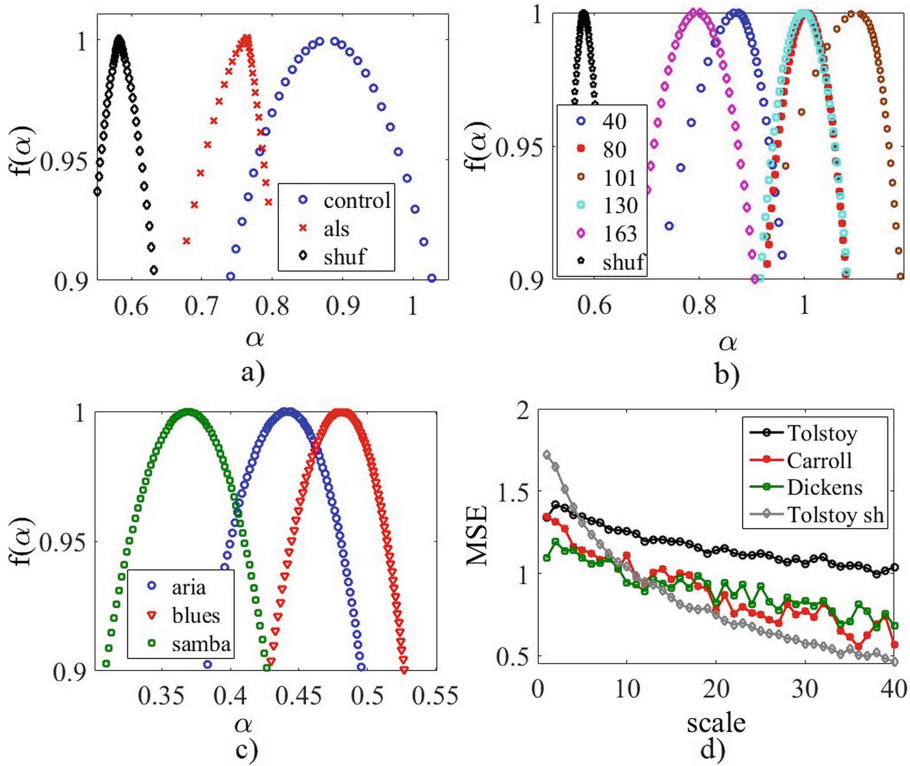 f(α)
1
0.95
0.9
0.6
0.7
0.8
0.9
1
α
control
als
shuf
a)
f(α)
1
0.95
0.9
0.6
0.8
1
α
40
80
101
130
163
shuf
b)
f(α)
1
0.95
0.9
0.35
0.4
0.45
0.5
0.55
α
aria
blues
samba
c)
MSE
2
1.5
1
0.5
0
10
20
30
40
scale
Tolstoy
Carroll
Dickens
Tolstoy sh
d)